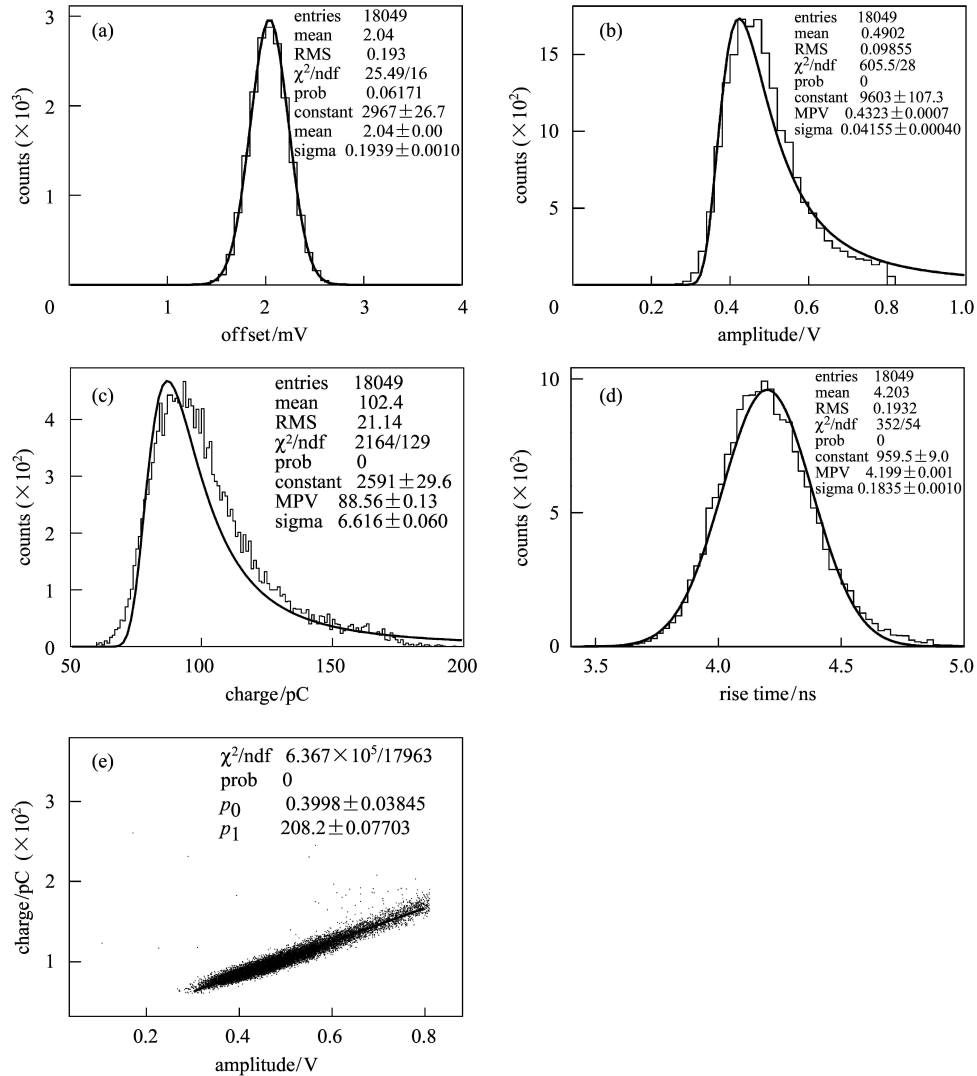 (a)
entries 18049
mean 2.04
RMS 0.193
χ²/ndf 25.49/16
prob 0.06171
constant 2967±26.7
mean 2.04±0.00
sigma 0.1939±0.0010
counts (×10³)
3
2
1
0 1 2 3 4
offset/mV
(b)
entries 18049
mean 0.4902
RMS 0.09855
χ²/ndf 605.5/28
prob 0
constant 9603±107.3
MPV 0.4323±0.0007
sigma 0.04155±0.00040
counts (×10²)
15
10
5
0 0.2 0.4 0.6 0.8 1.0
amplitude/V
(c)
entries 18049
mean 102.4
RMS 21.14
χ²/ndf 2164/129
prob 0
constant 2591±29.6
MPV 88.56±0.13
sigma 6.616±0.060
counts (×10²)
4
3
2
1
0
50 100 150 200
charge/pC
(d)
entries 18049
mean 4.203
RMS 0.1932
χ²/ndf 352/54
prob 0
constant 959.5±9.0
MPV 4.199±0.001
sigma 0.1835±0.0010
counts (×10²)
10
5
0
3.5 4.0 4.5 5.0
rise time/ns
(e)
χ²/ndf 6.367×10⁵/17963
prob 0
p₀ 0.3998±0.03845
p₁ 208.2±0.07703
charge/pC (×10²)
3
2
1
0.2 0.4 0.6 0.8
amplitude/V